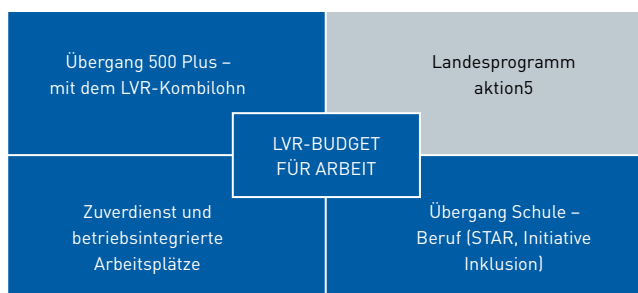 Übergang 500 Plus –
mit dem LVR-Kombilohn
Landesprogramm
aktion5
LVR-BUDGET
FÜR ARBEIT
Zuverdienst und
betriebsintegrierte
Arbeitsplätze
Übergang Schule –
Beruf (STAR, Initiative
Inklusion)